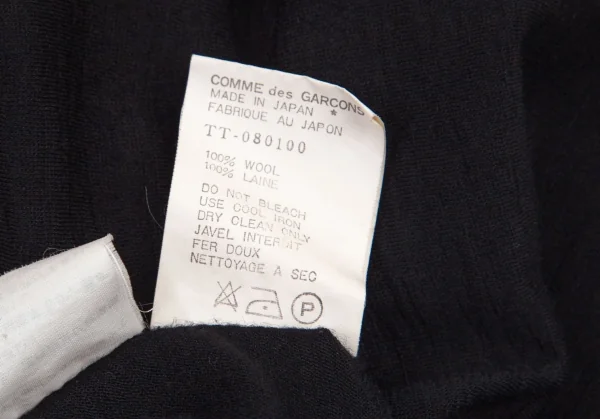 COMME des GARCONS
MADE IN JAPAN ★
FABRIQUE AU JAPON
TT-080100
100% WOOL
100% LAINE
DO NOT BLEACH
USE COOL IRON
DRY CLEAN ONLY
JAVEL INTERDIT
FER DOUX
NETTOYAGE A SEC
P